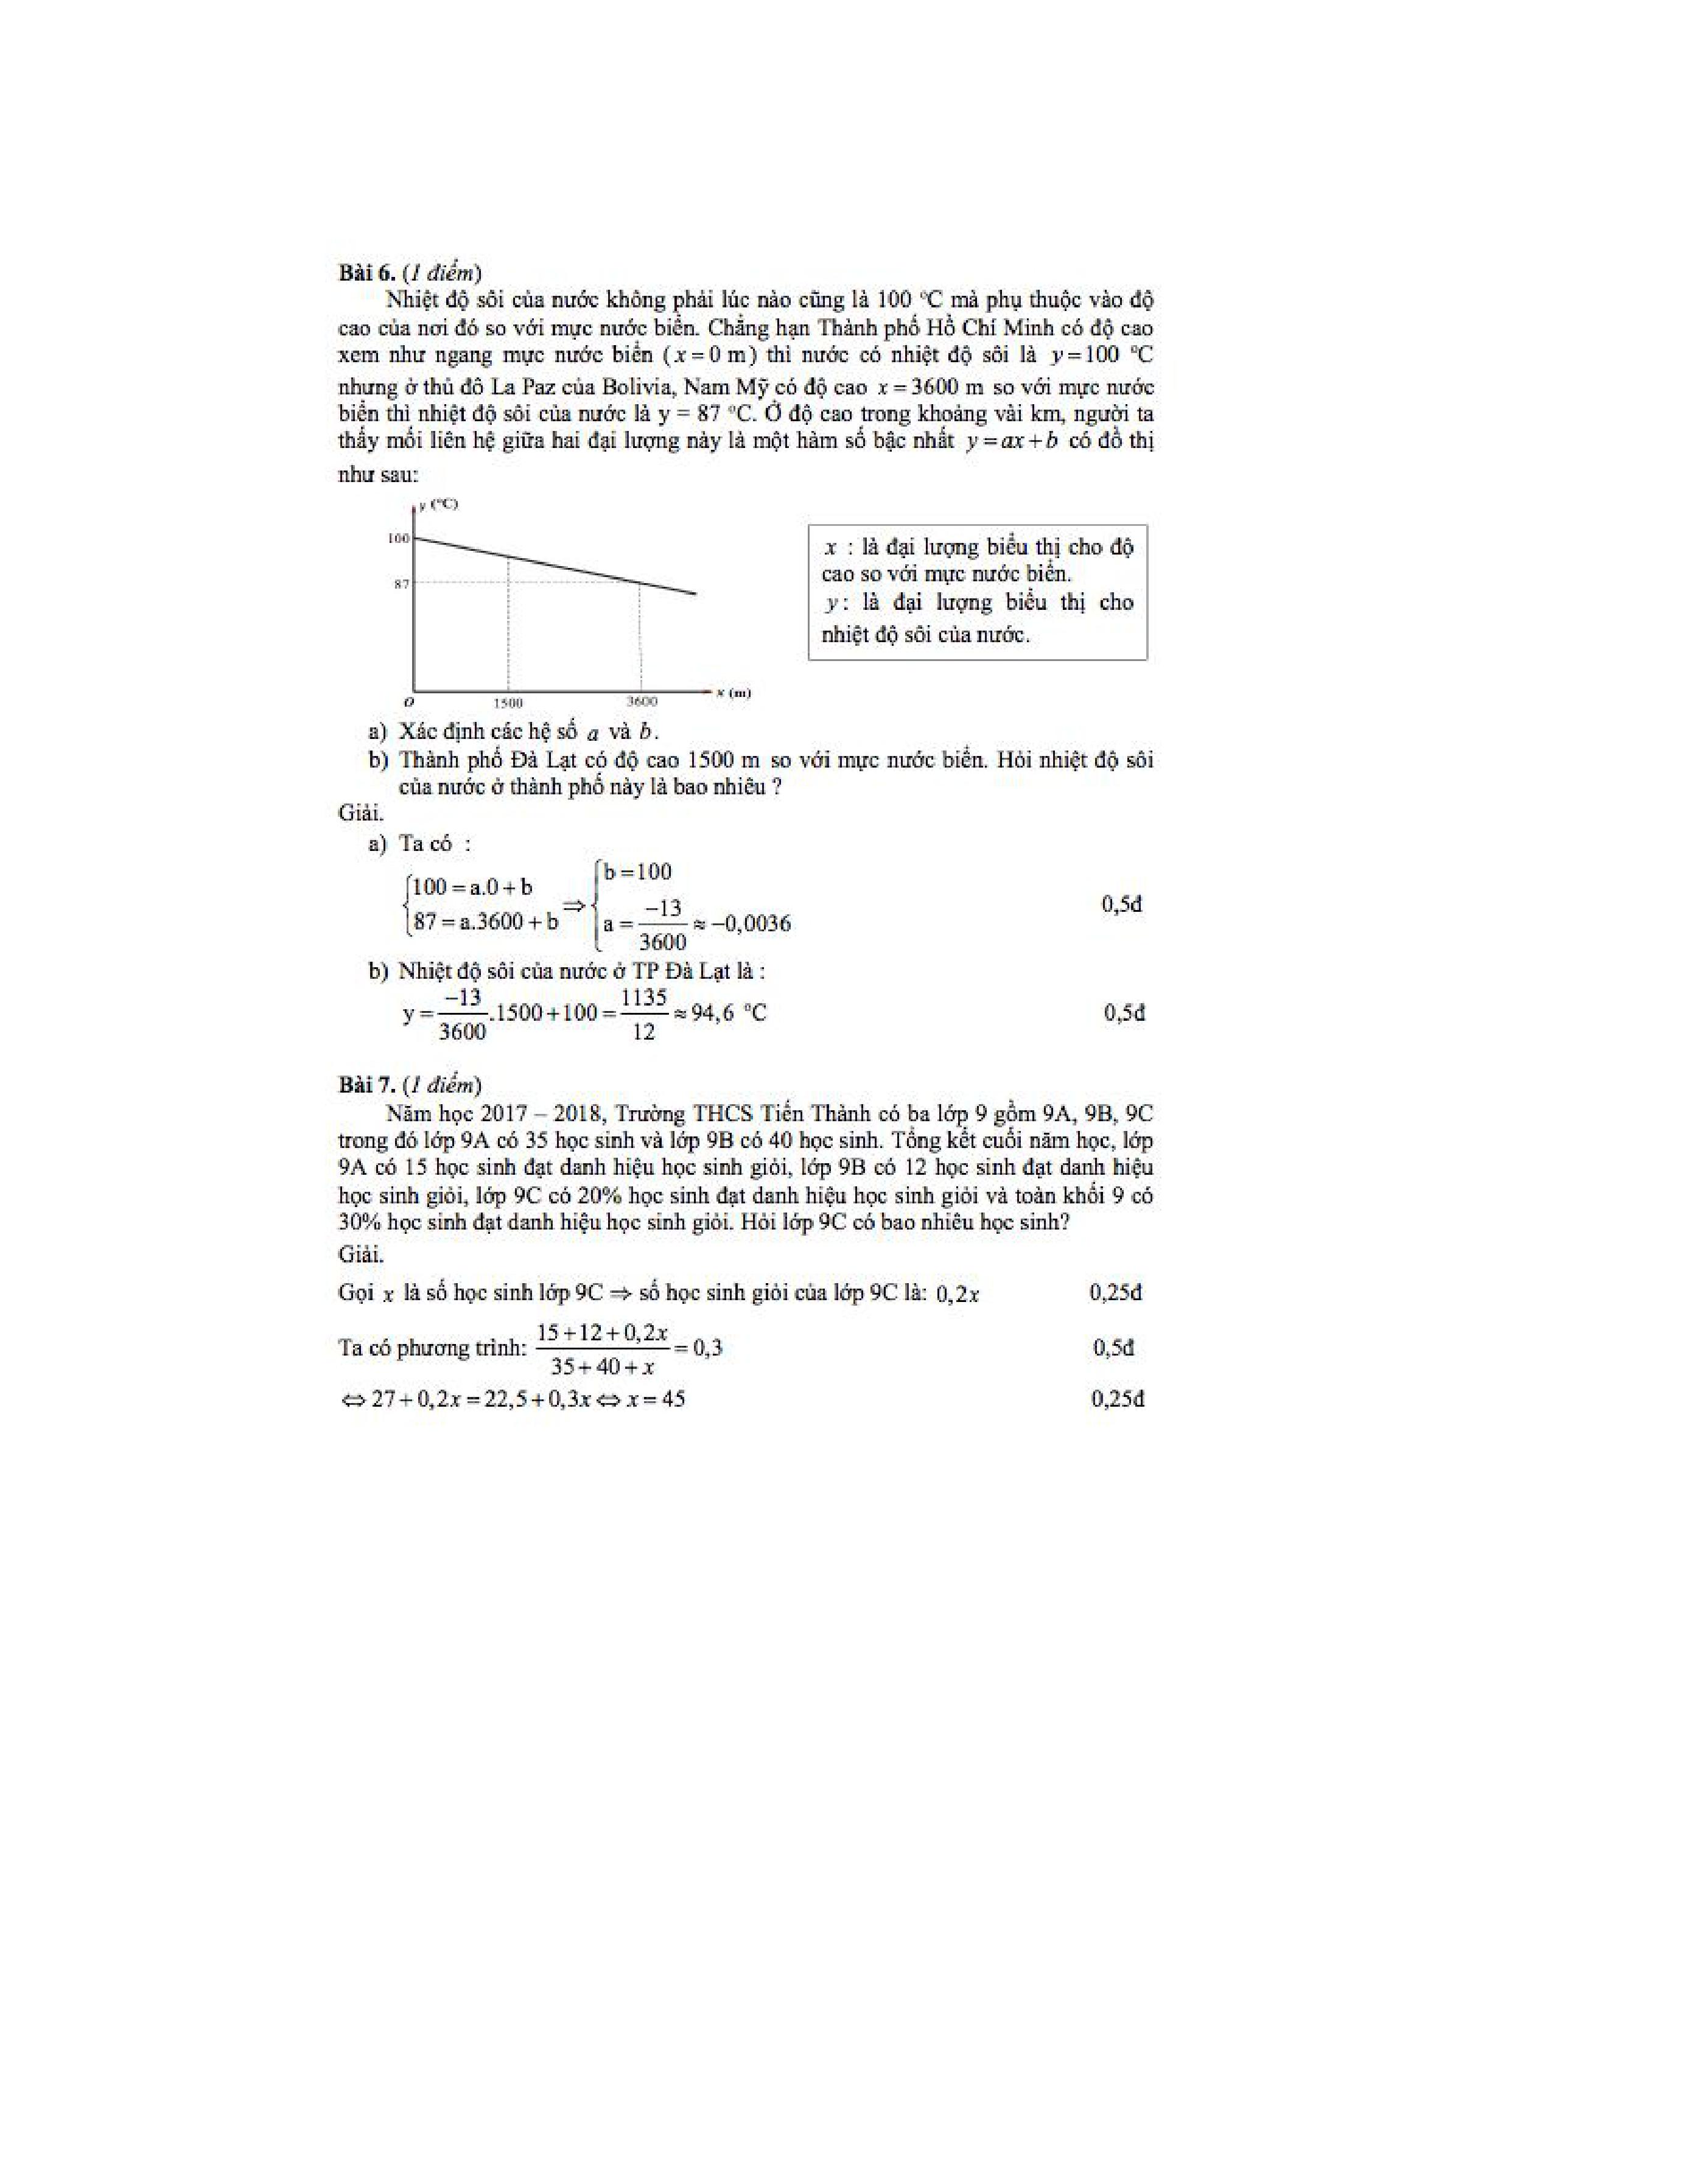 Bài 6. (1 điểm)
Nhiệt độ sôi của nước không phải lúc nào cũng là 100 °C mà phụ thuộc vào độ
cao của nơi đó so với mực nước biển. Chẳng hạn Thành phố Hồ Chí Minh có độ cao
xem như ngang mực nước biển (x = 0 m) thì nước có nhiệt độ sôi là y = 100 °C
nhưng ở thủ đô La Paz của Bolivia, Nam Mỹ có độ cao x = 3600 m so với mực nước
biển thì nhiệt độ sôi của nước là y = 87 °C. Ở độ cao trong khoảng vài km, người ta
thấy mối liên hệ giữa hai đại lượng này là một hàm số bậc nhất y = ax + b có đồ thị
như sau:
y (°C)
100
87
O
1500
3600
x (m)
x : là đại lượng biểu thị cho độ
cao so với mực nước biển.
y: là đại lượng biểu thị cho
nhiệt độ sôi của nước.
a) Xác định các hệ số a và b.
b) Thành phố Đà Lạt có độ cao 1500 m so với mực nước biển. Hỏi nhiệt độ sôi
của nước ở thành phố này là bao nhiêu ?
Giải.
a) Ta có :
{100 = a.0 + b
{87 = a.3600 + b
⇒
{b = 100
{a = -13/3600 ≈ -0,0036
0,5đ
b) Nhiệt độ sôi của nước ở TP Đà Lạt là :
y = -13/3600 .1500 + 100 = 1135/12 ≈ 94,6 °C 0,5đ
Bài 7. (1 điểm)
Năm học 2017 – 2018, Trường THCS Tiến Thành có ba lớp 9 gồm 9A, 9B, 9C
trong đó lớp 9A có 35 học sinh và lớp 9B có 40 học sinh. Tổng kết cuối năm học, lớp
9A có 15 học sinh đạt danh hiệu học sinh giỏi, lớp 9B có 12 học sinh đạt danh hiệu
học sinh giỏi, lớp 9C có 20% học sinh đạt danh hiệu học sinh giỏi và toàn khối 9 có
30% học sinh đạt danh hiệu học sinh giỏi. Hỏi lớp 9C có bao nhiêu học sinh?
Giải.
Gọi x là số học sinh lớp 9C ⇒ số học sinh giỏi của lớp 9C là: 0,2x 0,25đ
Ta có phương trình: (15 + 12 + 0,2x)/(35 + 40 + x) = 0,3 0,5đ
⇔ 27 + 0,2x = 22,5 + 0,3x ⇔ x = 45 0,25đ